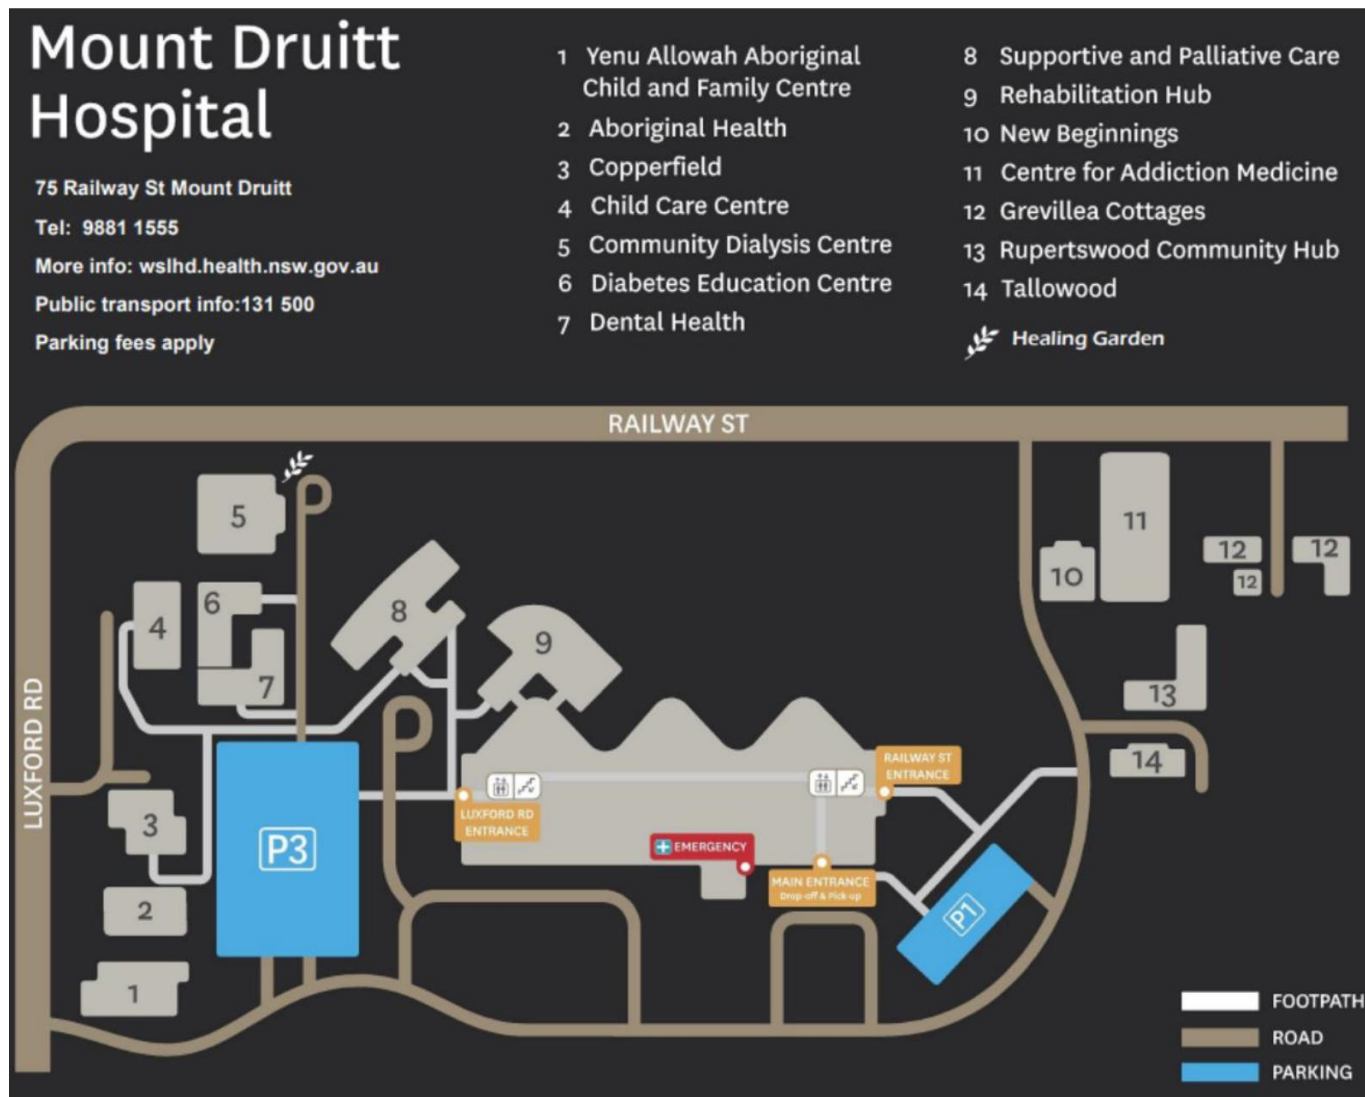 Mount Druitt
Hospital
75 Railway St Mount Druitt
Tel: 9881 1555
More info: wslhd.health.nsw.gov.au
Public transport info:131 500
Parking fees apply
1 Yenu Allowah Aboriginal
Child and Family Centre
2 Aboriginal Health
3 Copperfield
4 Child Care Centre
5 Community Dialysis Centre
6 Diabetes Education Centre
7 Dental Health
8 Supportive and Palliative Care
9 Rehabilitation Hub
10 New Beginnings
11 Centre for Addiction Medicine
12 Grevillea Cottages
13 Rupertswood Community Hub
14 Tallowood
Healing Garden
RAILWAY ST
LUXFORD RD
5
11
12
12
12
10
6
4
8
9
7
13
14
RAILWAY ST
ENTRANCE
LUXFORD RD
ENTRANCE
3
P3
EMERGENCY
MAIN ENTRANCE
Drop-off & Pick-up
2
P1
1
FOOTPATH
ROAD
PARKING